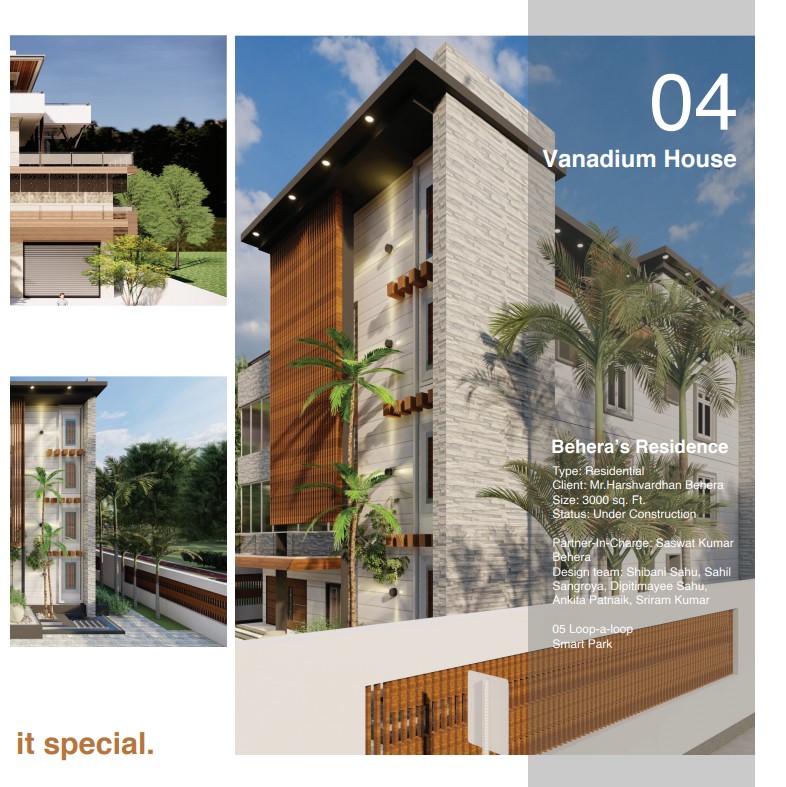 04
Vanadium House
Behera's Residence
Type: Residential
Client: Mr.Harshvardhan Behera
Size: 3000 sq. Ft.
Status: Under Construction
Partner-In-Charge: Saswat Kumar
Behera
Design team: Shibani Sahu, Sahil
Sangroya, Dipitimayee Sahu,
Ankita Patnaik, Sriram Kumar
05 Loop-a-loop
Smart Park
it special.